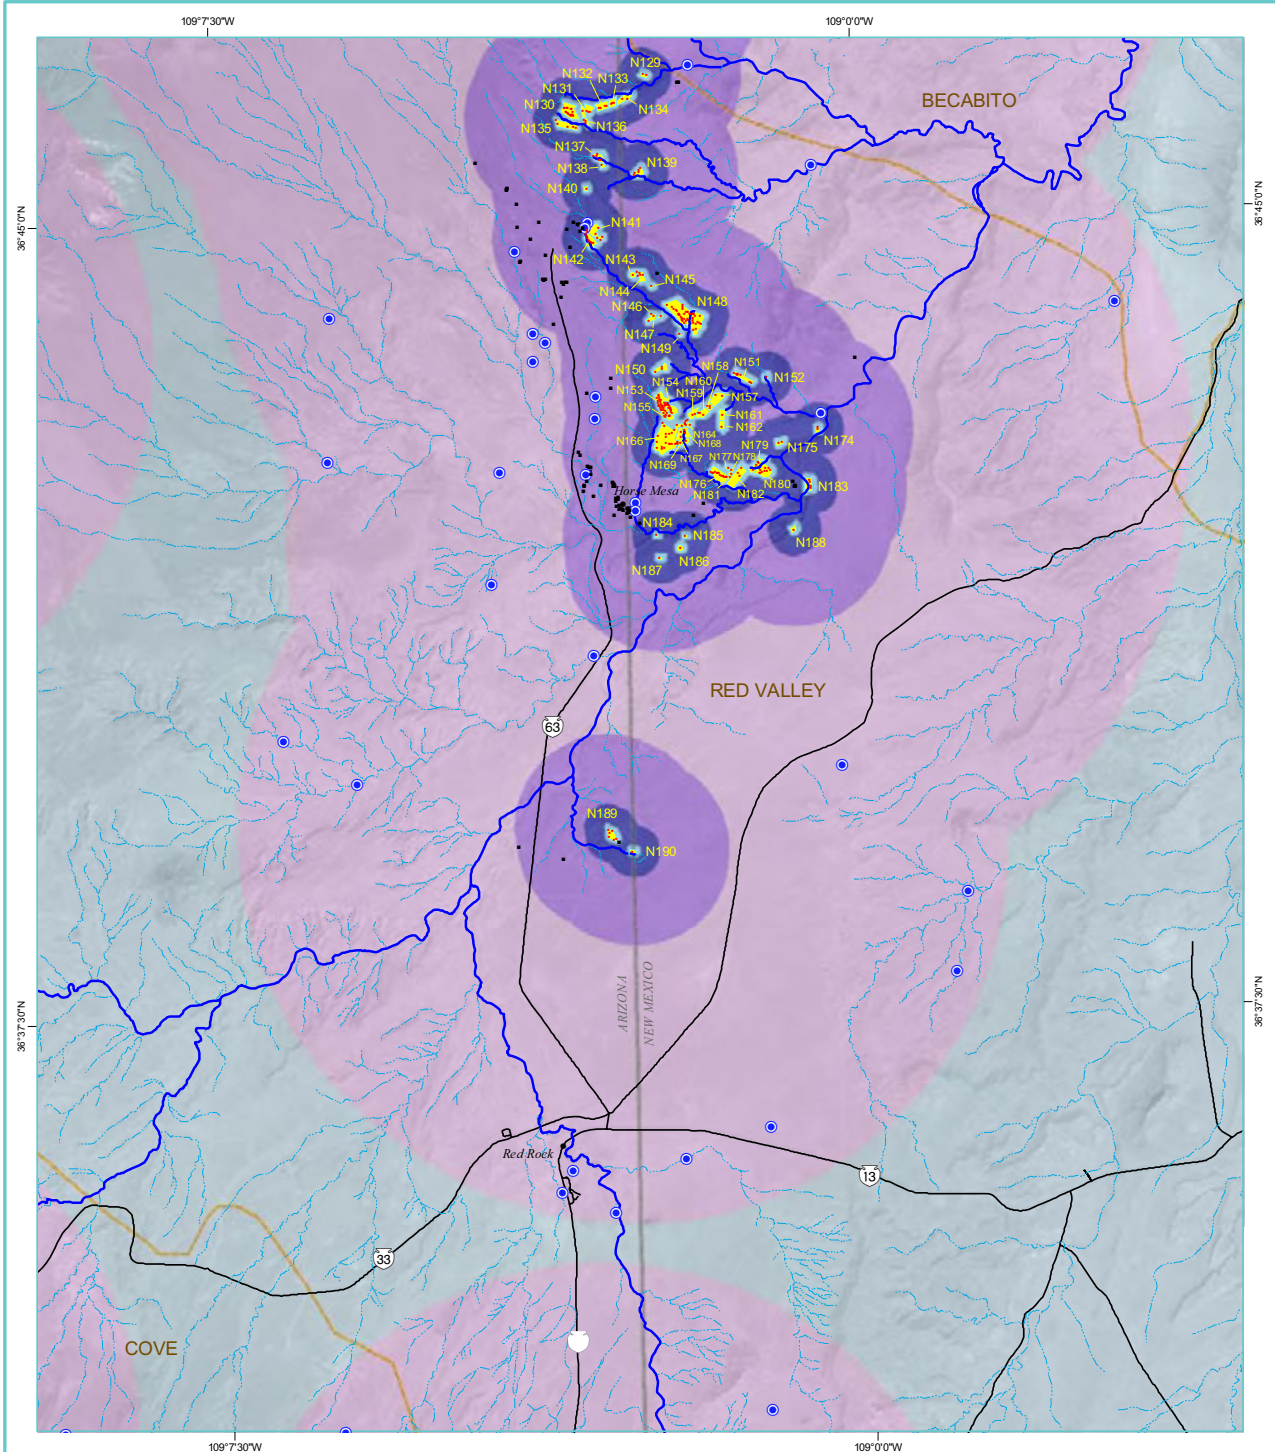 109°7'30"W
109°0'0"W
N129
N132
N133
N131
N130
N134
N135
N136
BECABITO
N137
N138
N139
N140
36°45'0"N
36°45'0"N
N141
N142
N143
N144
N145
N146
N148
N147
N149
N150
N158
N151
N154
N160
N152
N153
N159
N157
N155
N161
N162
N174
N166
N164
N168
N179
N175
N169
N167
N177
N178
N176
N180
N183
Horse Mesa
N181
N182
N184
N185
N188
N186
N187
RED VALLEY
63
N189
N190
ARIZONA
NEW MEXICO
36°37'30"N
36°37'30"N
Red Rock
13
33
COVE
109°7'30"W
109°0'0"W